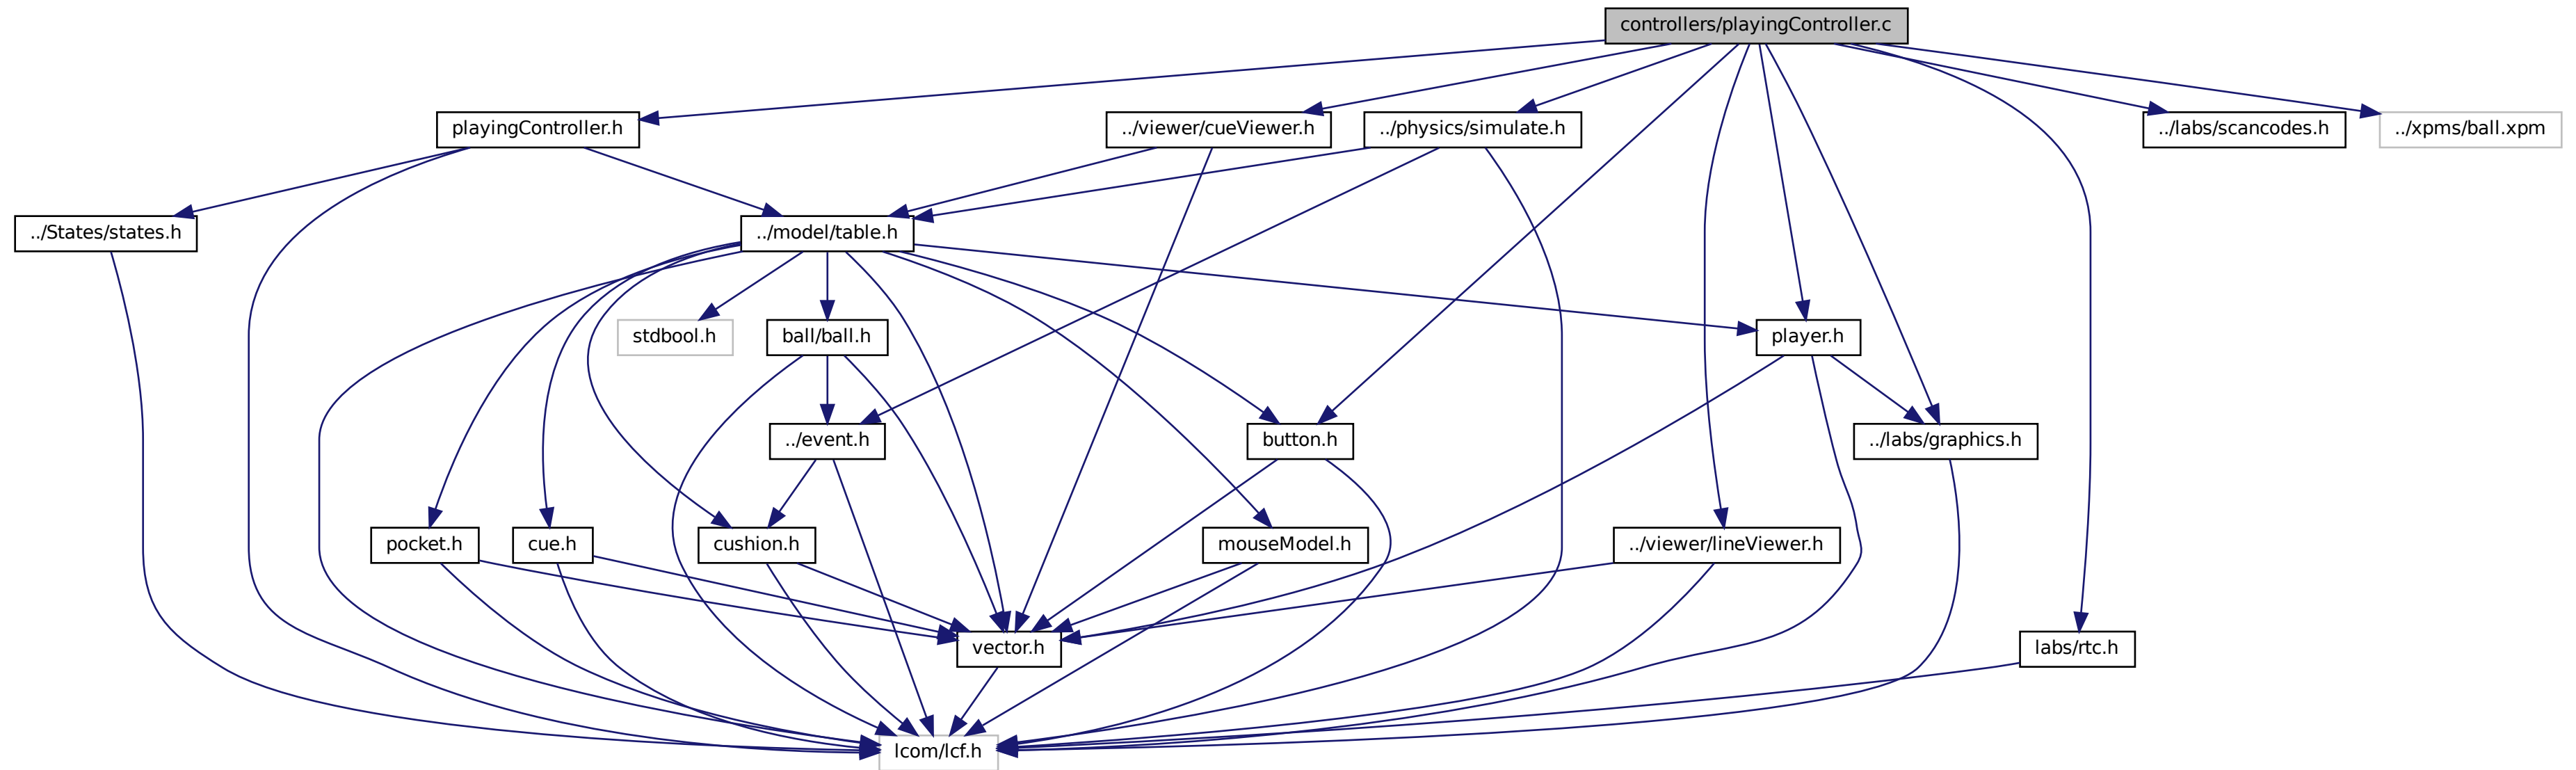 controllers/playingController.c
playingController.h
../viewer/cueViewer.h
../physics/simulate.h
../labs/scancodes.h
../xpms/ball.xpm
../States/states.h
../model/table.h
stdbool.h
ball/ball.h
player.h
../event.h
button.h
../labs/graphics.h
pocket.h
cue.h
cushion.h
mouseModel.h
../viewer/lineViewer.h
vector.h
labs/rtc.h
lcom/lcf.h